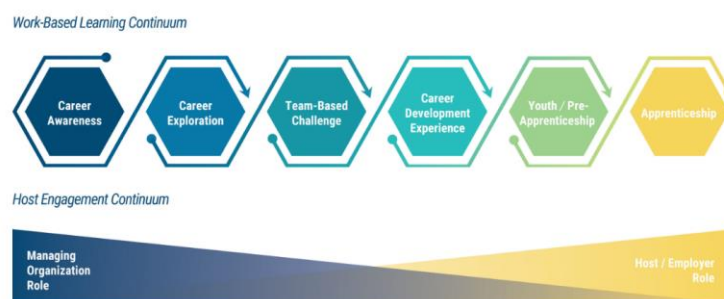 Work-Based Learning Continuum
Career
Awareness
Career
Exploration
Team-Based
Challenge
Career
Development
Experience
Youth / Pre-
Apprenticeship
Apprenticeship
Host Engagement Continuum
Managing
Organization
Role
Host / Employer
Role